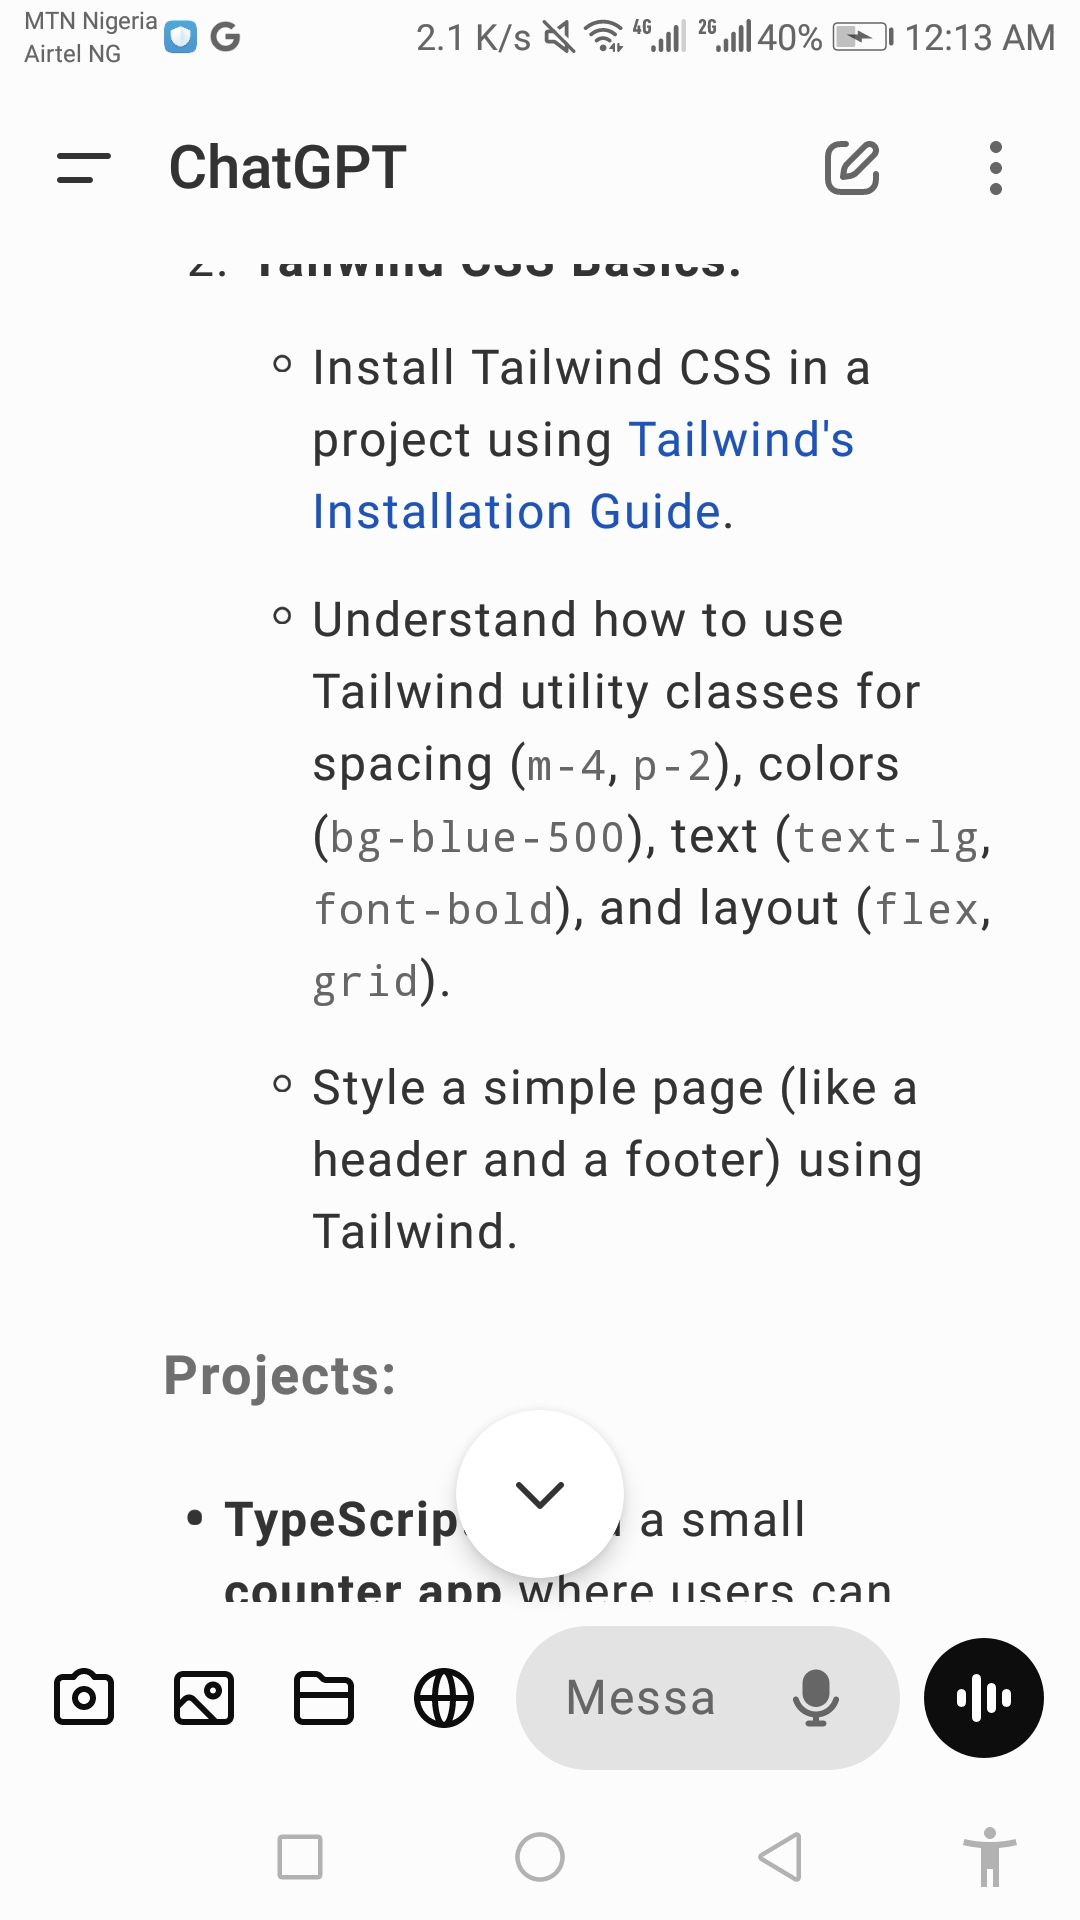 MTN Nigeria
Airtel NG
2.1 K/s 4G 2G 40% 12:13 AM
ChatGPT
2. Tailwind CSS Basics:
Install Tailwind CSS in a
project using Tailwind's
Installation Guide.
Understand how to use
Tailwind utility classes for
spacing (m-4, p-2), colors
(bg-blue-500), text (text-lg,
font-bold), and layout (flex,
grid).
Style a simple page (like a
header and a footer) using
Tailwind.
Projects:
• TypeScrip a small
counter app where users can
Messa